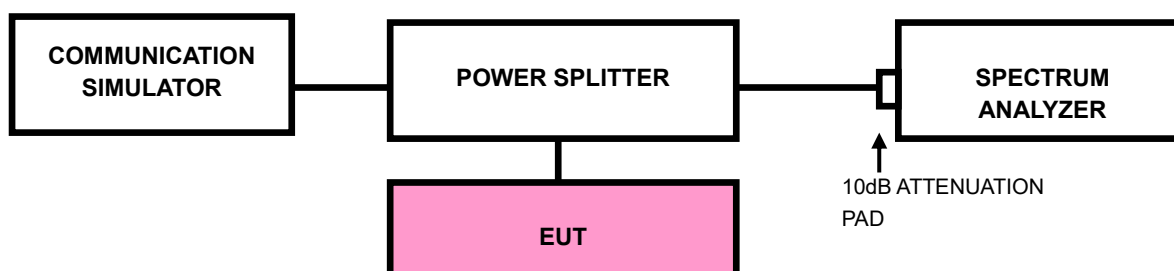 COMMUNICATION
SIMULATOR
POWER SPLITTER
SPECTRUM
ANALYZER
10dB ATTENUATION
PAD
EUT